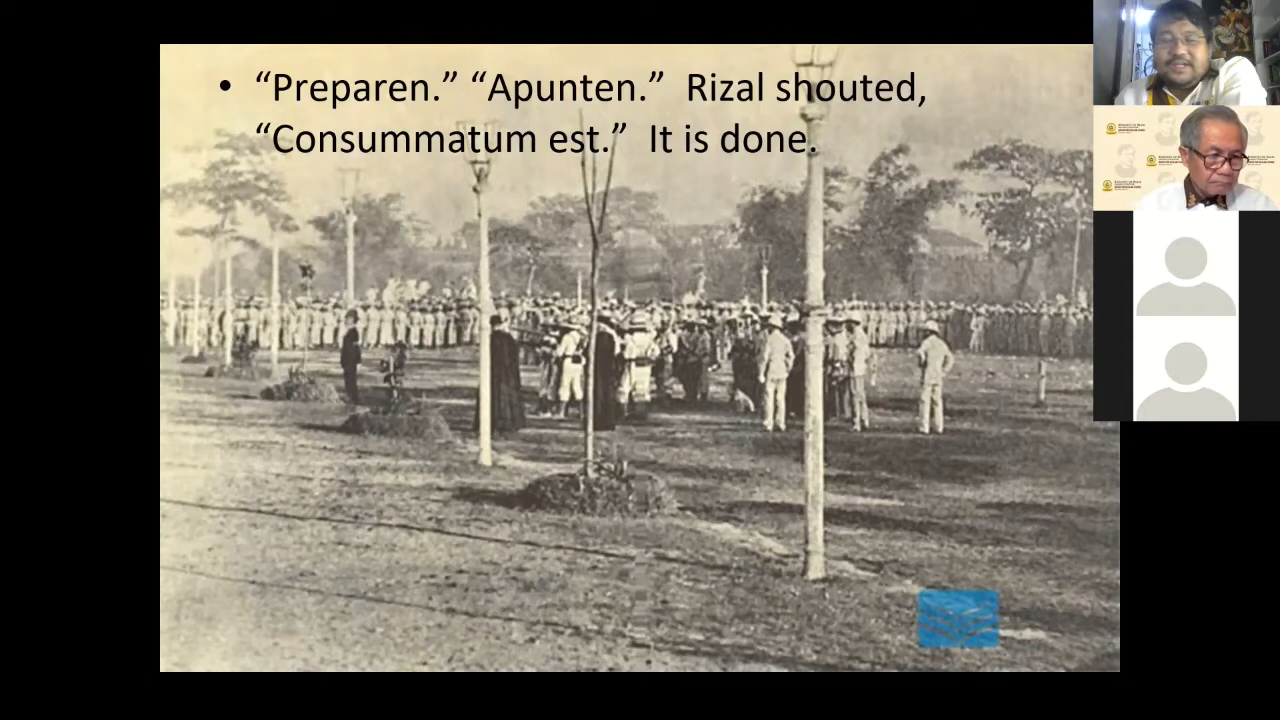 • “Preparen.” “Apunten.” Rizal shouted,
“Consummatum est.” It is done.